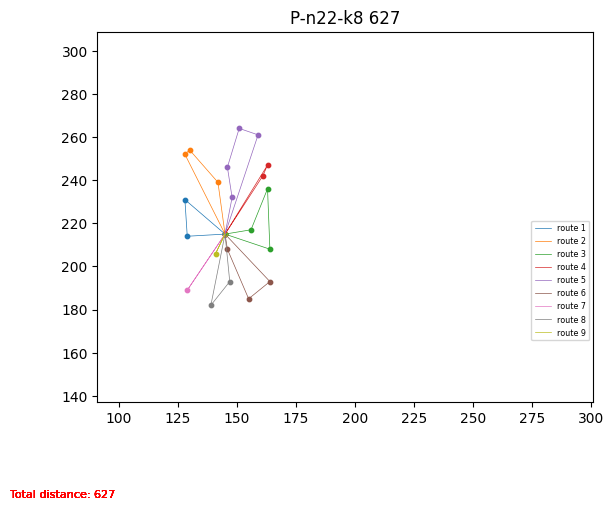 P-n22-k8 627
300
280
260
240
220
200
180
160
140
100 125 150 175 200 225 250 275 300
route 1
route 2
route 3
route 4
route 5
route 6
route 7
route 8
route 9
Total distance: 627